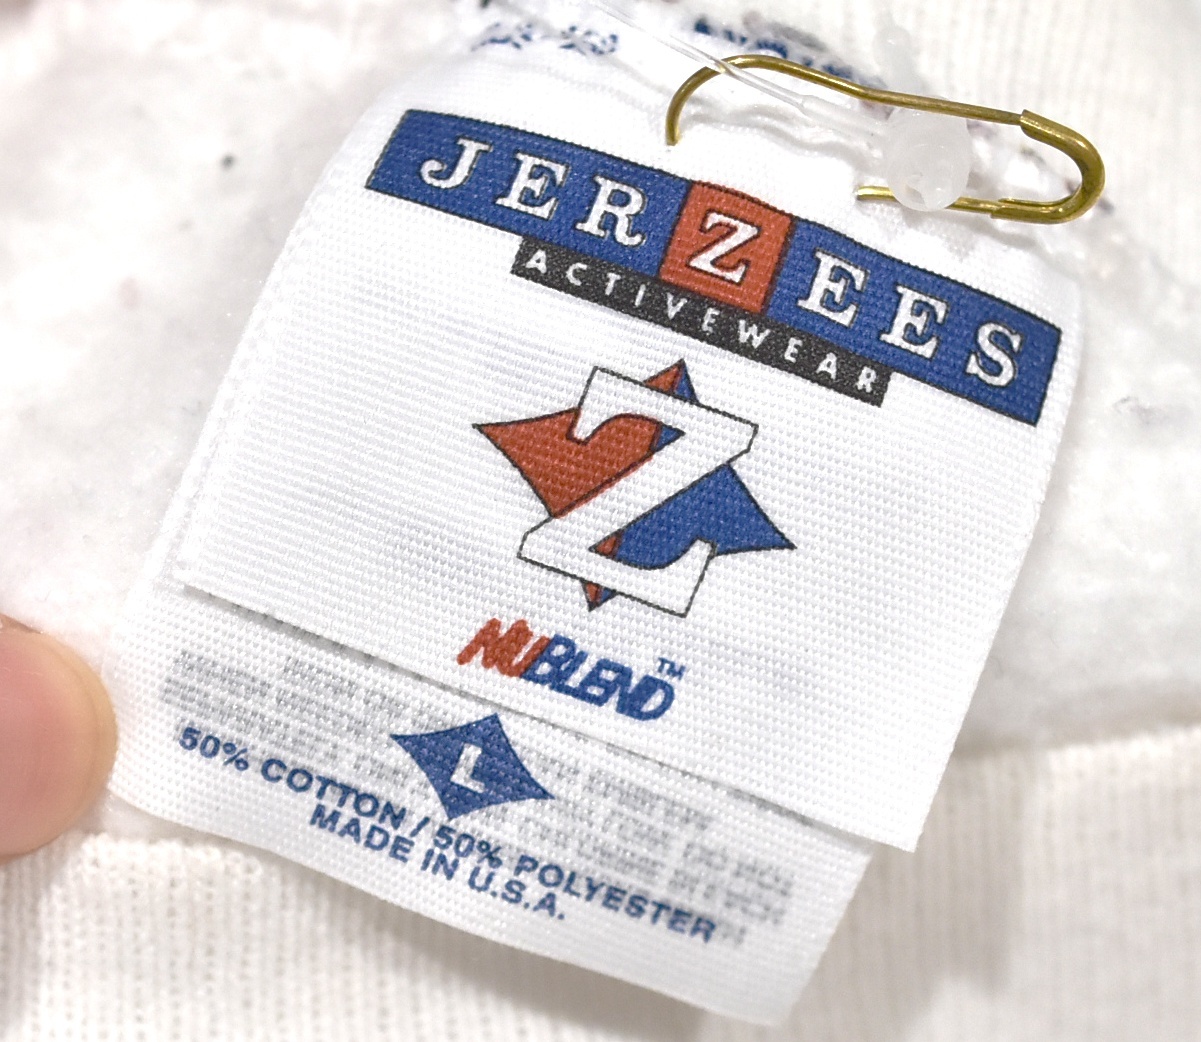 JERZEES
ACTIVEWEAR
Z
NUBLEND™
L
50% COTTON / 50% POLYESTER
MADE IN U.S.A.